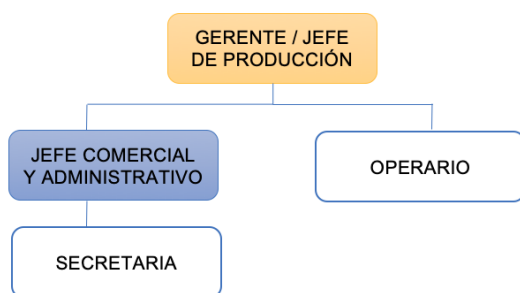 GERENTE / JEFE
DE PRODUCCIÓN
JEFE COMERCIAL
Y ADMINISTRATIVO
OPERARIO
SECRETARIA